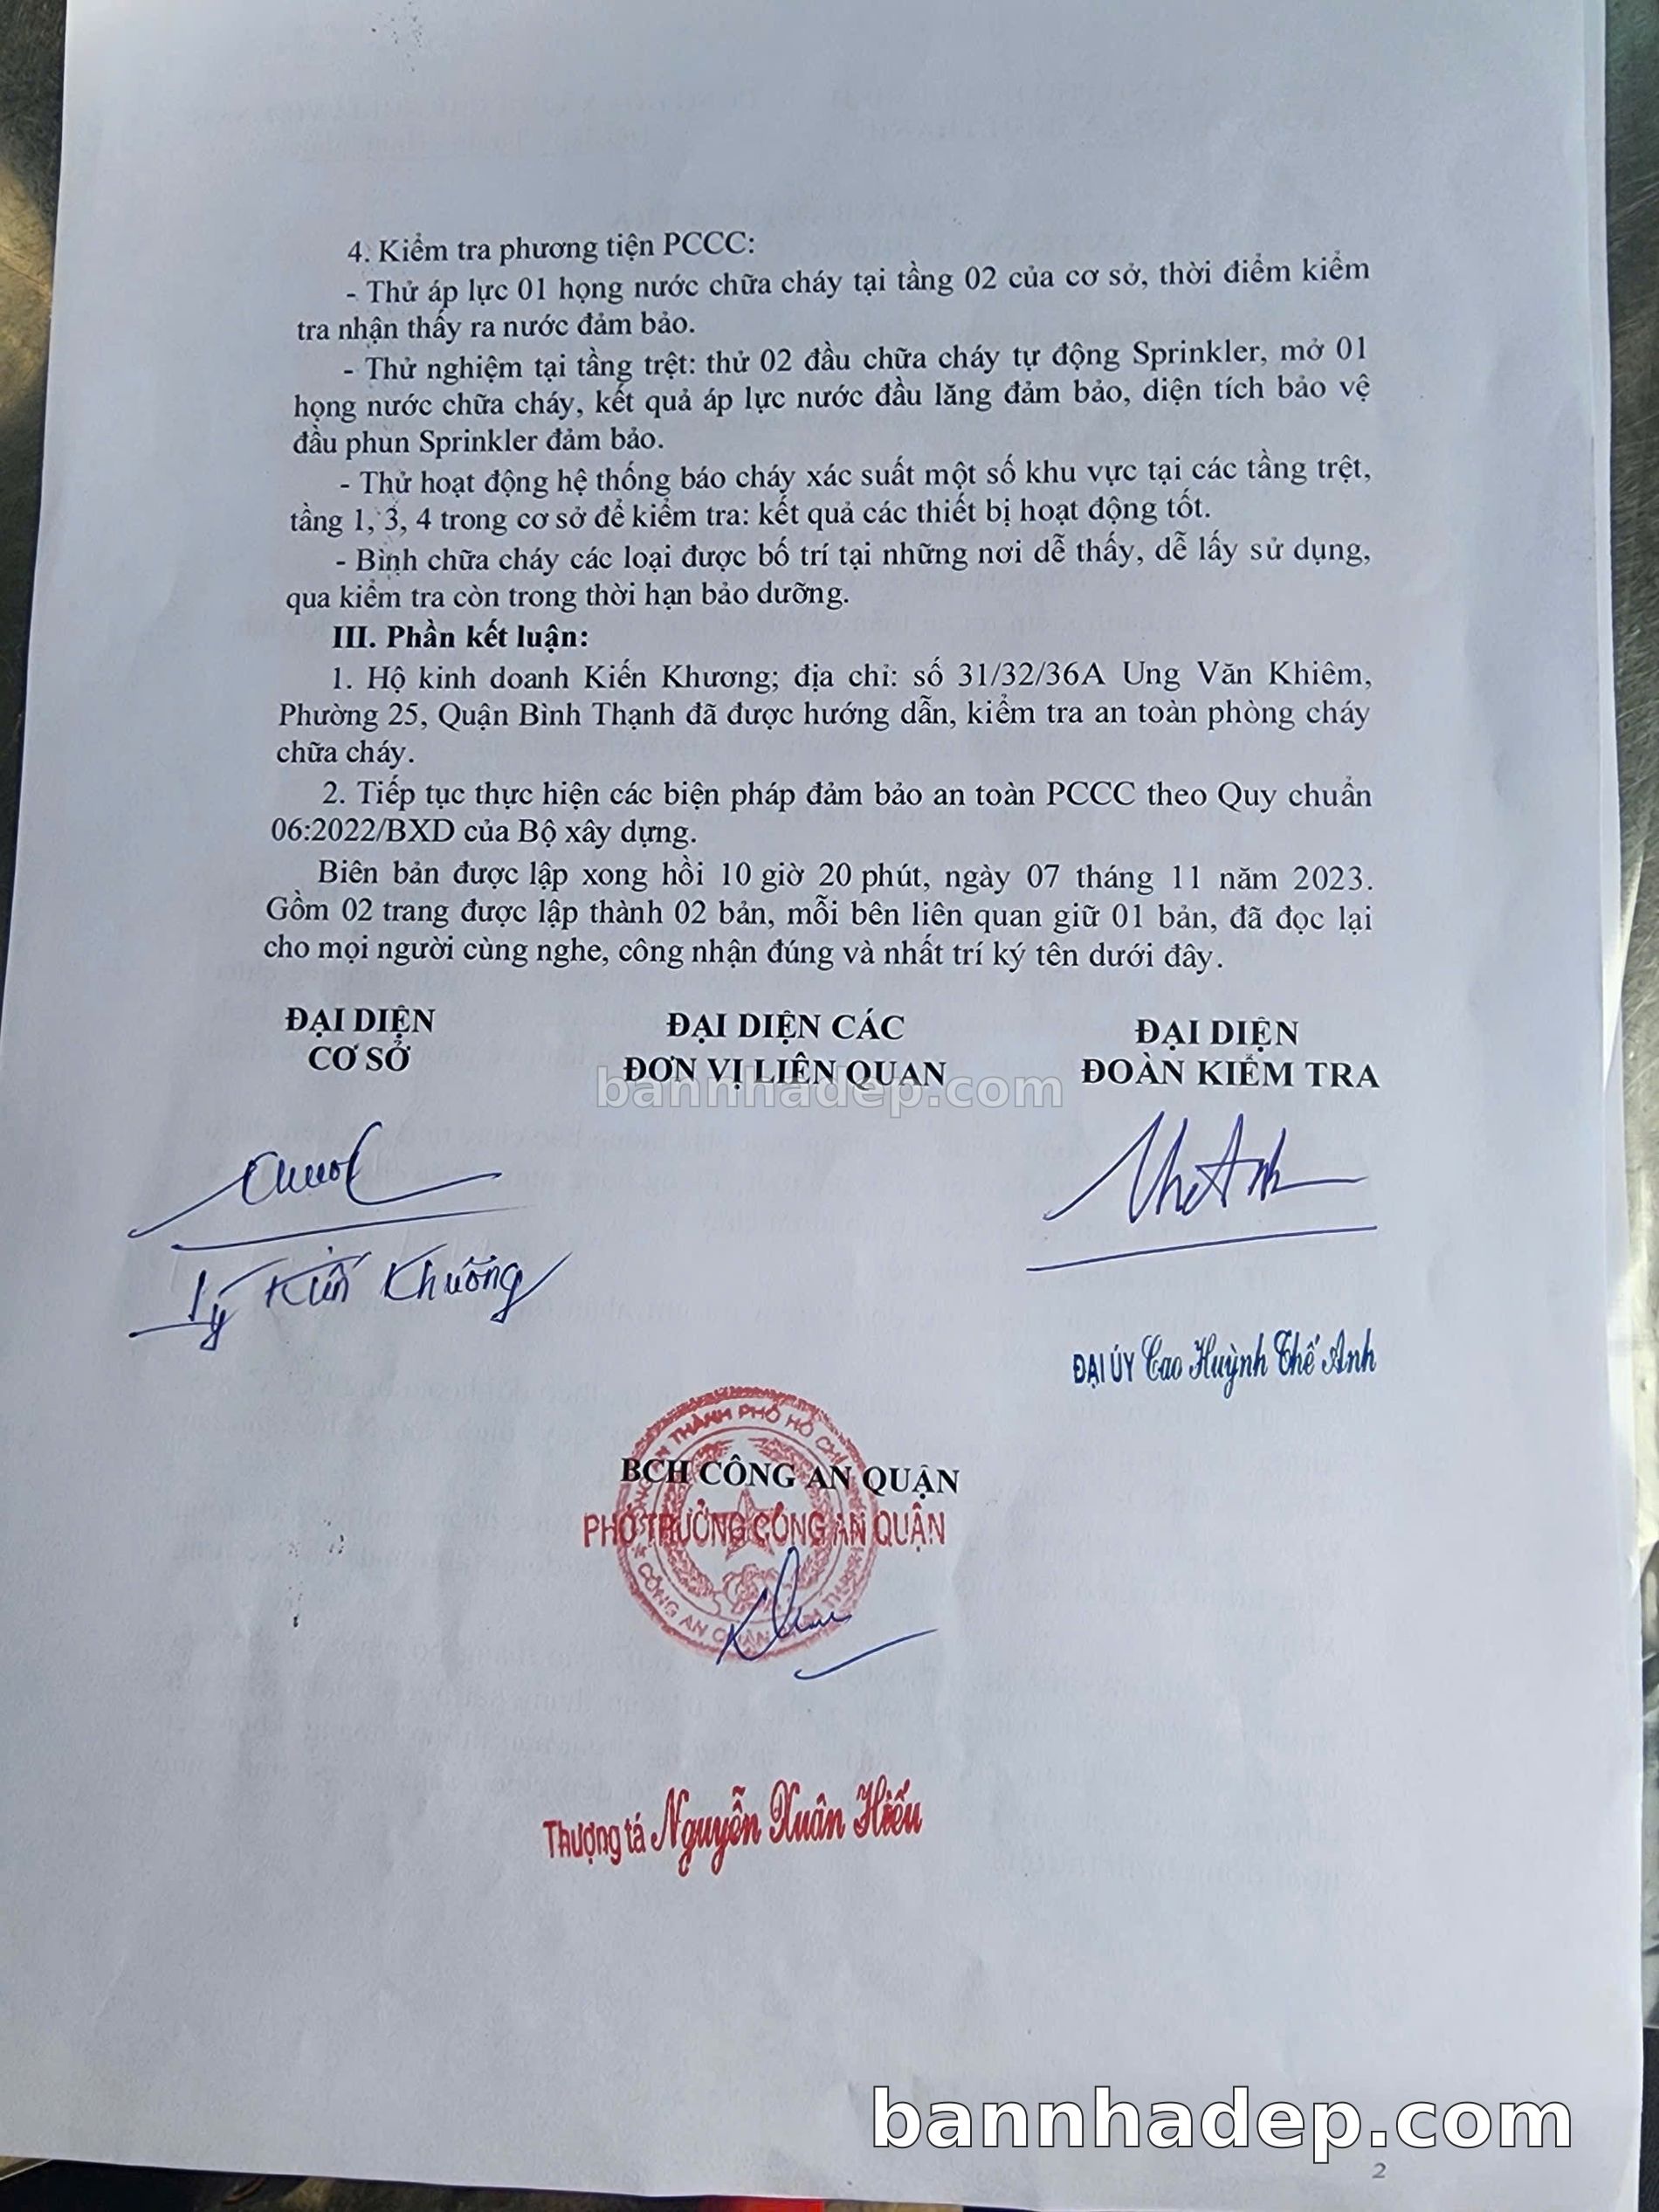 4. Kiểm tra phương tiện PCCC:
- Thử áp lực 01 họng nước chữa cháy tại tầng 02 của cơ sở, thời điểm kiểm
tra nhận thấy ra nước đảm bảo.
- Thử nghiệm tại tầng trệt: thử 02 đầu chữa cháy tự động Sprinkler, mở 01
họng nước chữa cháy, kết quả áp lực nước đầu lăng đảm bảo, diện tích bảo vệ
đầu phun Sprinkler đảm bảo.
- Thử hoạt động hệ thống báo cháy xác suất một số khu vực tại các tầng trệt,
tầng 1, 3, 4 trong cơ sở để kiểm tra: kết quả các thiết bị hoạt động tốt.
- Bình chữa cháy các loại được bố trí tại những nơi dễ thấy, dễ lấy sử dụng,
qua kiểm tra còn trong thời hạn bảo dưỡng.
III. Phần kết luận:
1. Hộ kinh doanh Kiến Khương; địa chỉ: số 31/32/36A Ung Văn Khiêm,
Phường 25, Quận Bình Thạnh đã được hướng dẫn, kiểm tra an toàn phòng cháy
chữa cháy.
2. Tiếp tục thực hiện các biện pháp đảm bảo an toàn PCCC theo Quy chuẩn
06:2022/BXD của Bộ xây dựng.
Biên bản được lập xong hồi 10 giờ 20 phút, ngày 07 tháng 11 năm 2023.
Gồm 02 trang được lập thành 02 bản, mỗi bên liên quan giữ 01 bản, đã đọc lại
cho mọi người cùng nghe, công nhận đúng và nhất trí ký tên dưới đây.
ĐẠI DIỆN
CƠ SỞ
ĐẠI DIỆN CÁC
ĐƠN VỊ LIÊN QUAN
ĐẠI DIỆN
ĐOÀN KIỂM TRA
bannhadep.com
Lý Kiến Khương
ĐẠI ÚY Cao Huỳnh Thế Anh
BCH CÔNG AN QUẬN
PHÓ TRƯỞNG CÔNG AN QUẬN
Thượng tá Nguyễn Xuân Hiếu
bannhadep.com
2